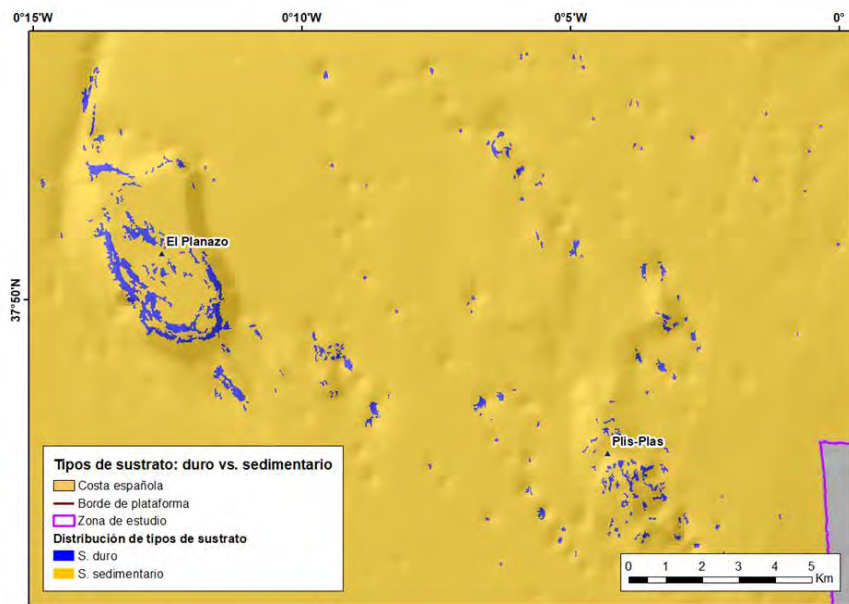 0°15'W
0°10'W
0°5'W
0°
37°50'N
El Planazo
Plis-Plas
Tipos de sustrato: duro vs. sedimentario
Costa española
Borde de plataforma
Zona de estudio
Distribución de tipos de sustrato
S. duro
S. sedimentario
0 1 2 3 4 5
Km